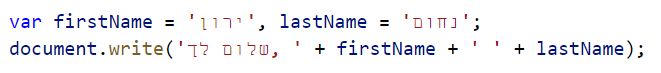 var firstName = 'ירון', lastName = 'נחום';
document.write('שלום לך, ' + firstName + ' ' + lastName);